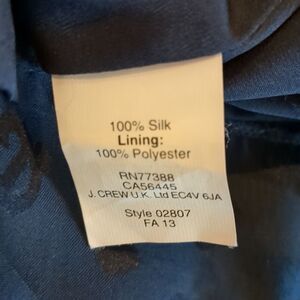 100% Silk
Lining:
100% Polyester
RN77388
CA56445
J. CREW U.K. Ltd EC4V 6JA
Style 02807
FA 13